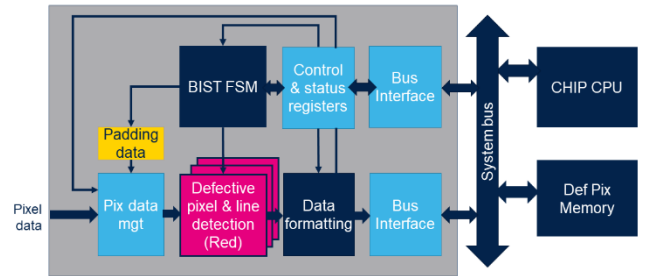 BIST FSM
Control
& status
registers
Bus
Interface
System bus
CHIP CPU
Padding
data
Pixel
data
Pix data
mgt
Defective
pixel & line
detection
(Red)
Data
formatting
Bus
Interface
Def Pix
Memory